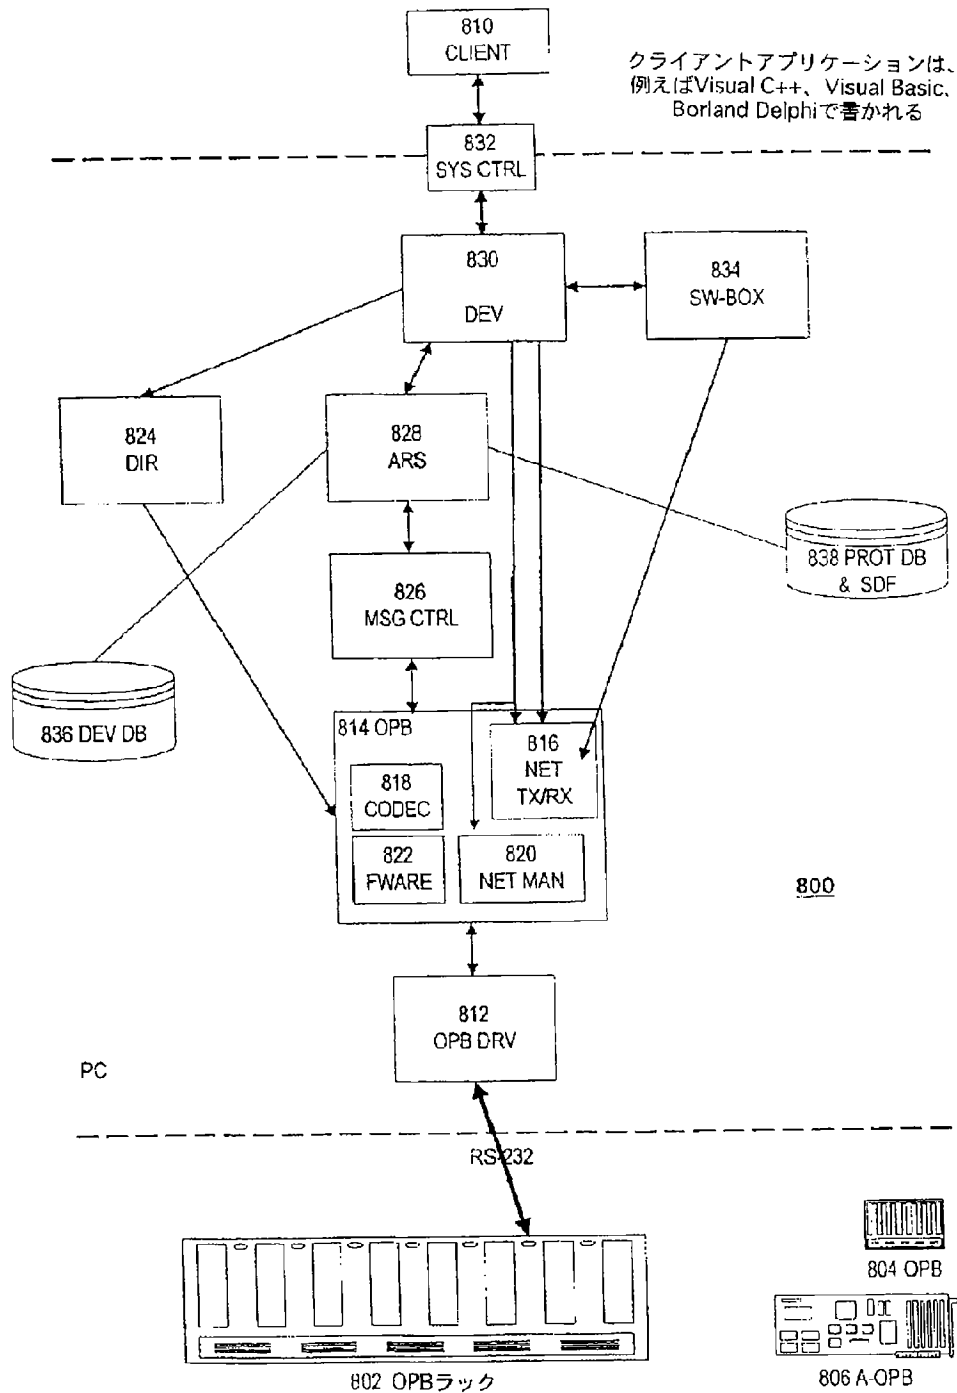 810
CLIENT
クライアントアプリケーションは、
例えばVisual C++、Visual Basic、
Borland Delphiで書かれる
832
SYS CTRL
830
DEV
834
SW-BOX
824
DIR
828
ARS
838 PROT DB
& SDF
826
MSG CTRL
836 DEV DB
814 OPB
816
NET
TX/RX
818
CODEC
822
FWARE
820
NET MAN
800
812
OPB DRV
PC
RS-232
804 OPB
806 A-OPB
802 OPBラック